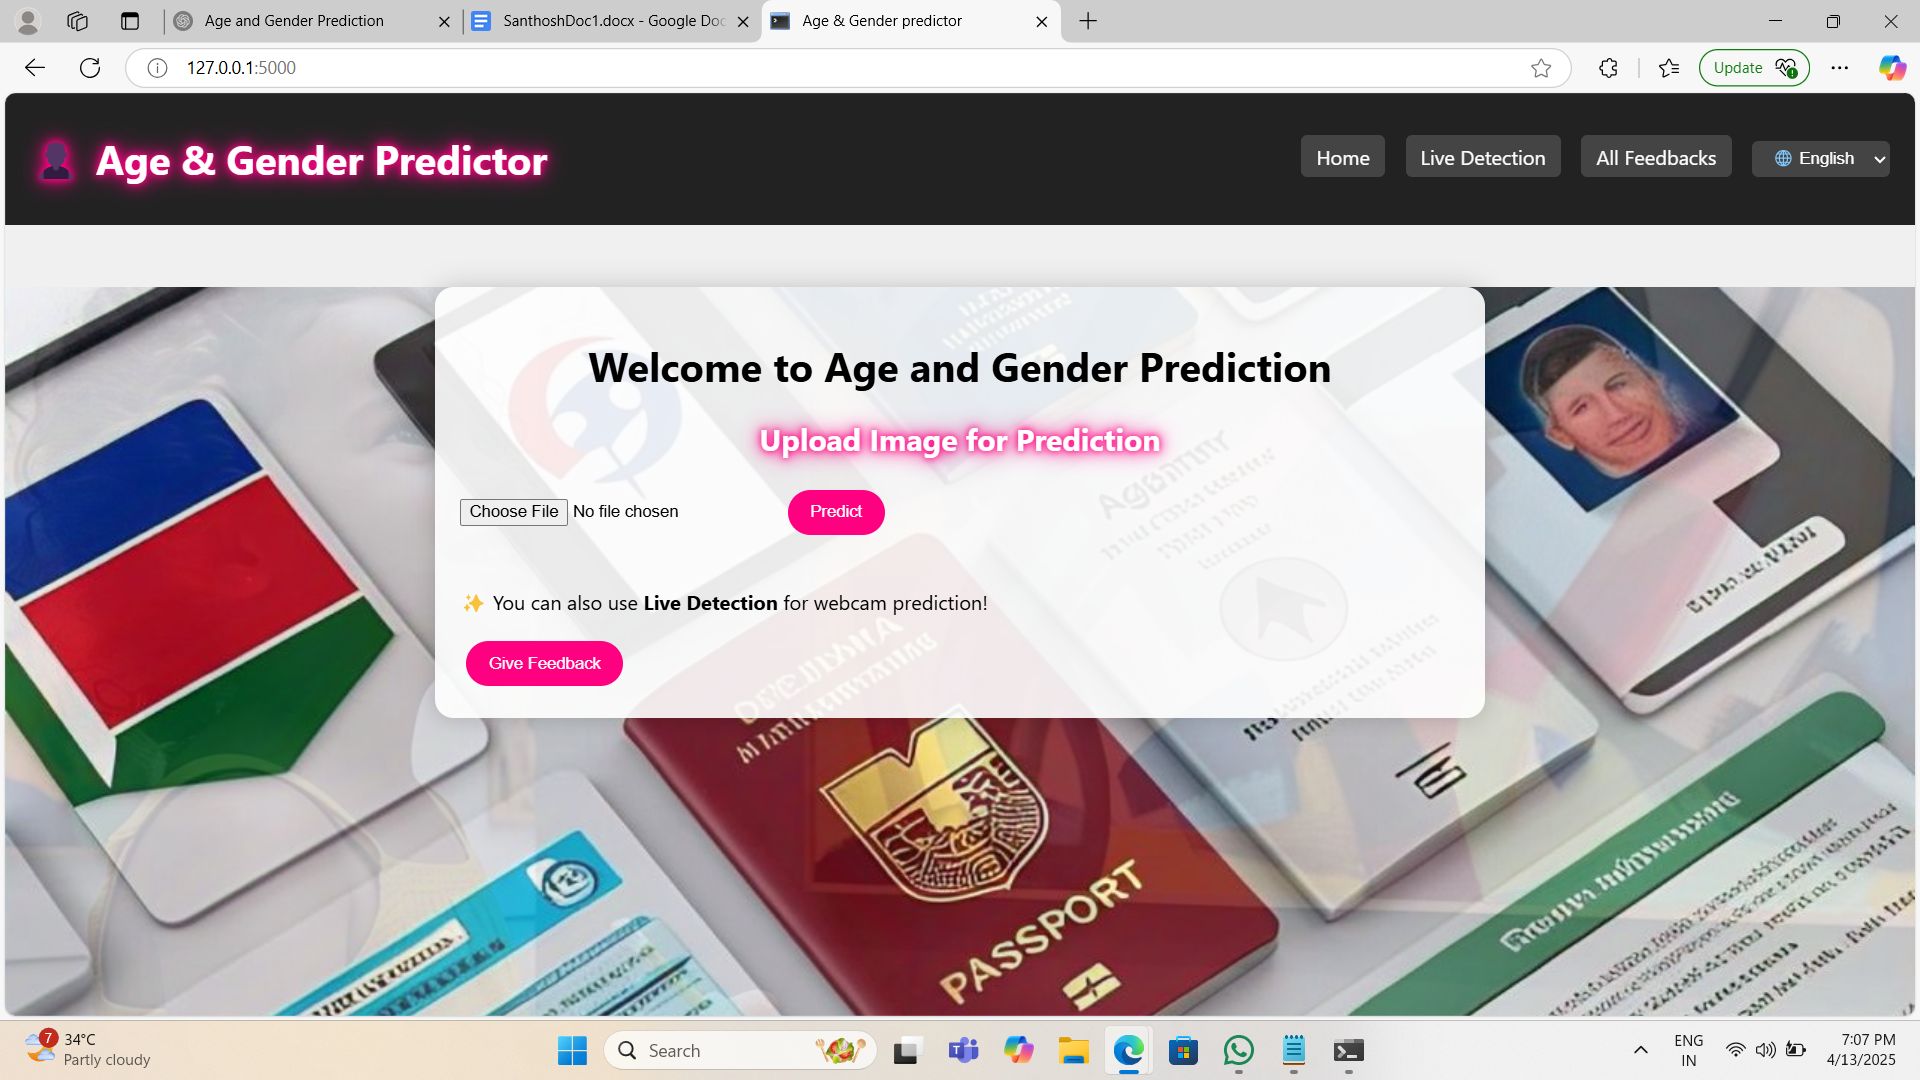 Age and Gender Prediction
SanthoshDoc1.docx - Google Doc
Age & Gender predictor
127.0.0.1:5000
Update
Age & Gender Predictor
Home
Live Detection
All Feedbacks
English
Welcome to Age and Gender Prediction
Upload Image for Prediction
Choose File No file chosen
Predict
✨ You can also use Live Detection for webcam prediction!
Give Feedback
PASSPORT
7
34°C
Partly cloudy
Search
ENG
IN
7:07 PM
4/13/2025